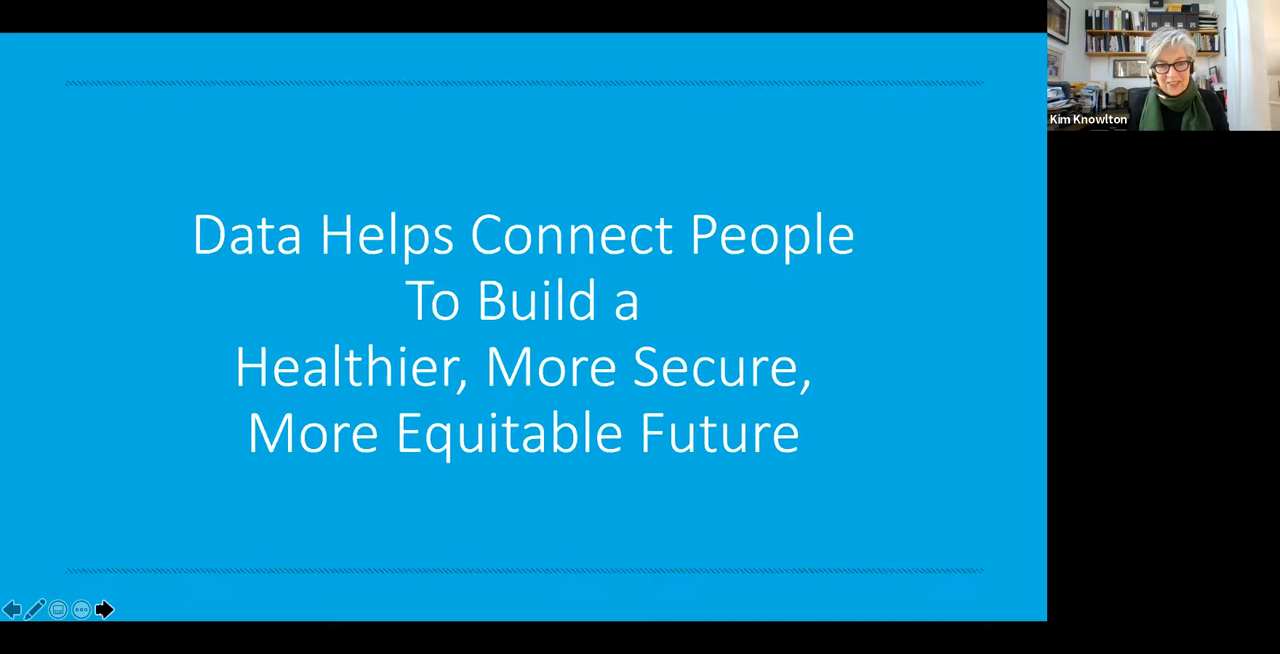 Data Helps Connect People
To Build a
Healthier, More Secure,
More Equitable Future
Kim Knowlton